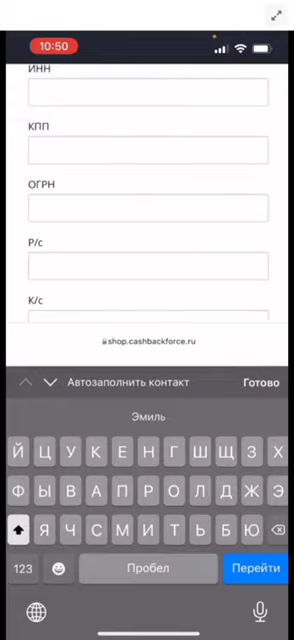 10:50
ИНН
КПП
ОГРН
Р/с
К/с
shop.cashbackforce.ru
Автозаполнить контакт Готово
Эмиль
Й Ц У К Е Н Г Ш Щ З Х
Ф Ы В А П Р О Л Д Ж Э
Я Ч С М И Т Ь Б Ю
123 Пробел Перейти